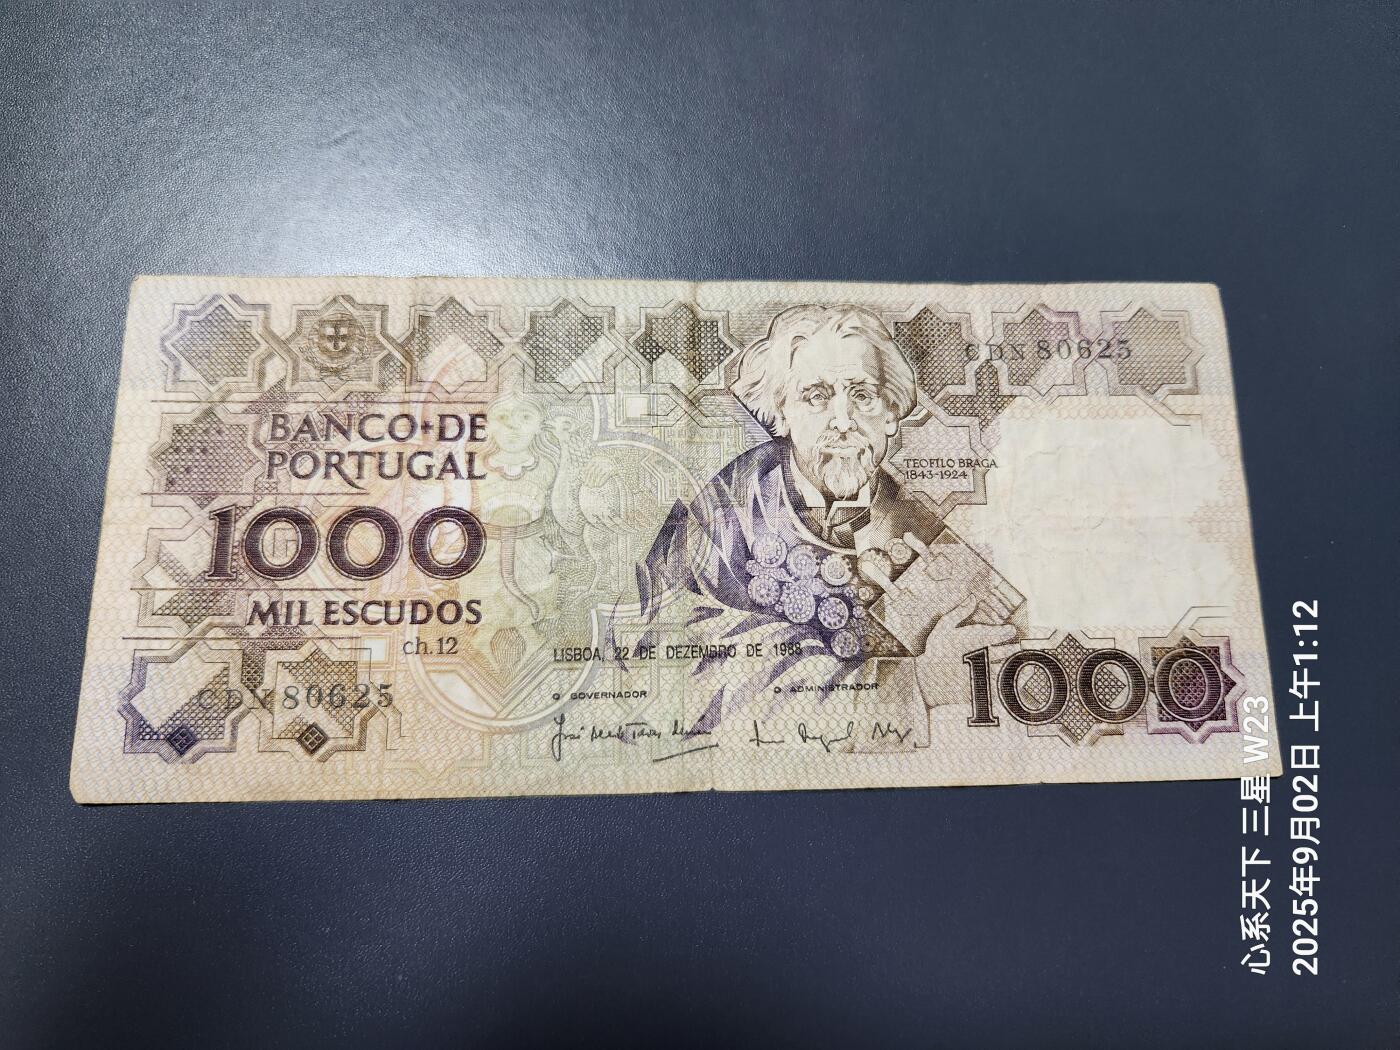 CDN 80625
BANCO DE
PORTUGAL
TEOFILO BRAGA
1843-1924
1000
MIL ESCUDOS
ch.12
LISBOA, 22 DE DEZEMBRO DE 1988
O GOVERNADOR
O ADMINISTRADOR
CDN 80625
1000
心系天下 三星 W23
2025年9月02日 上午1:12